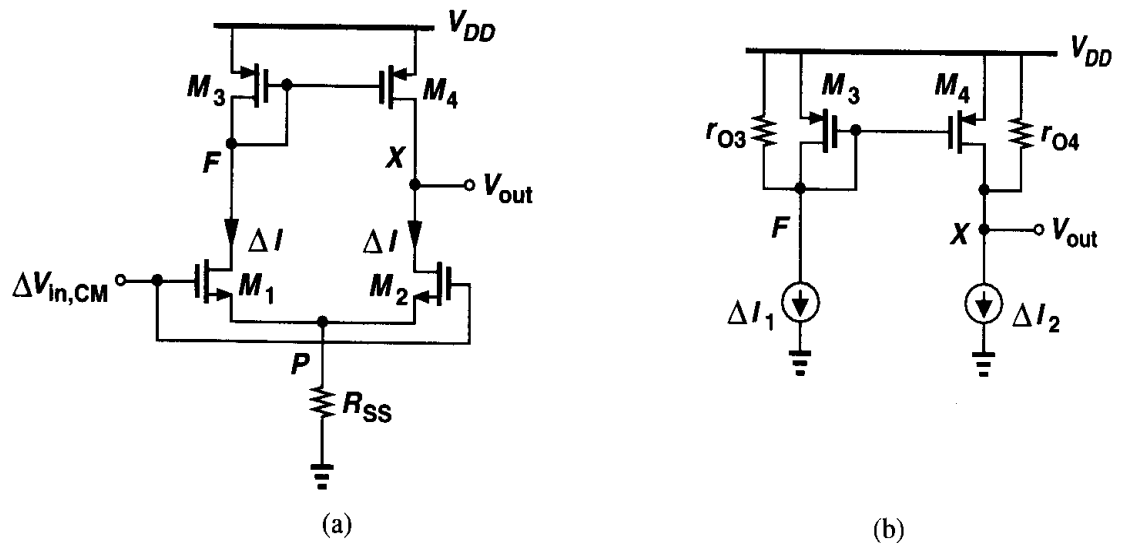 V_DD
M_3
M_4
F
X
V_out
ΔI
ΔI
ΔV_in,CM
M_1
M_2
P
R_SS
(a)
V_DD
M_3
M_4
r_O3
r_O4
F
X
V_out
ΔI_1
ΔI_2
(b)